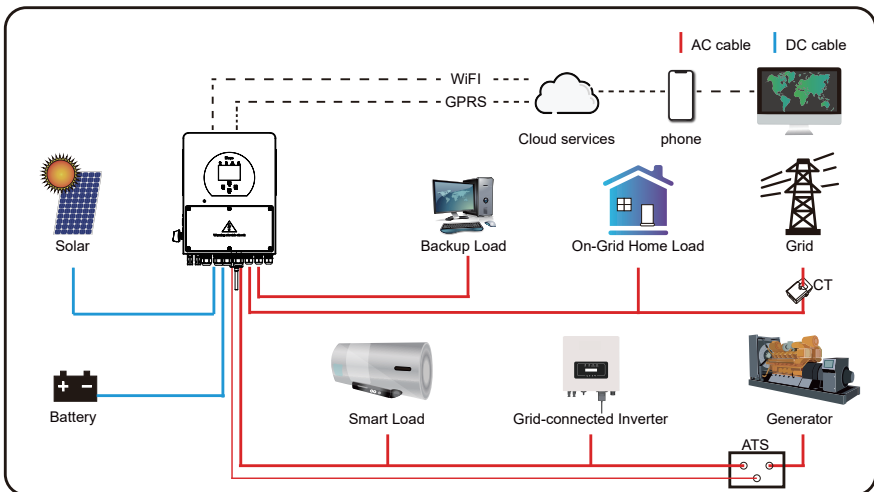 AC cable
DC cable
WiFI
GPRS
Cloud services
phone
Solar
Backup Load
On-Grid Home Load
Grid
CT
Battery
Smart Load
Grid-connected Inverter
Generator
ATS